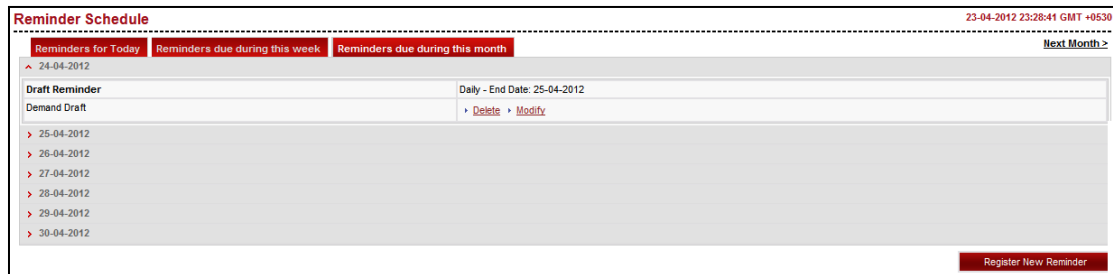 Reminder Schedule 23-04-2012 23:28:41 GMT +0530
Reminders for Today Reminders due during this week Reminders due during this month Next Month >
24-04-2012
Draft Reminder Daily - End Date: 25-04-2012
Demand Draft Delete Modify
25-04-2012
26-04-2012
27-04-2012
28-04-2012
29-04-2012
30-04-2012
Register New Reminder